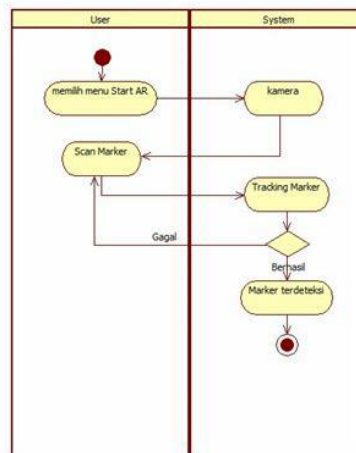 User
System
memilih menu Start AR
kamera
Scan Marker
Tracking Marker
Gagal
Berhasil
Marker terdeteksi